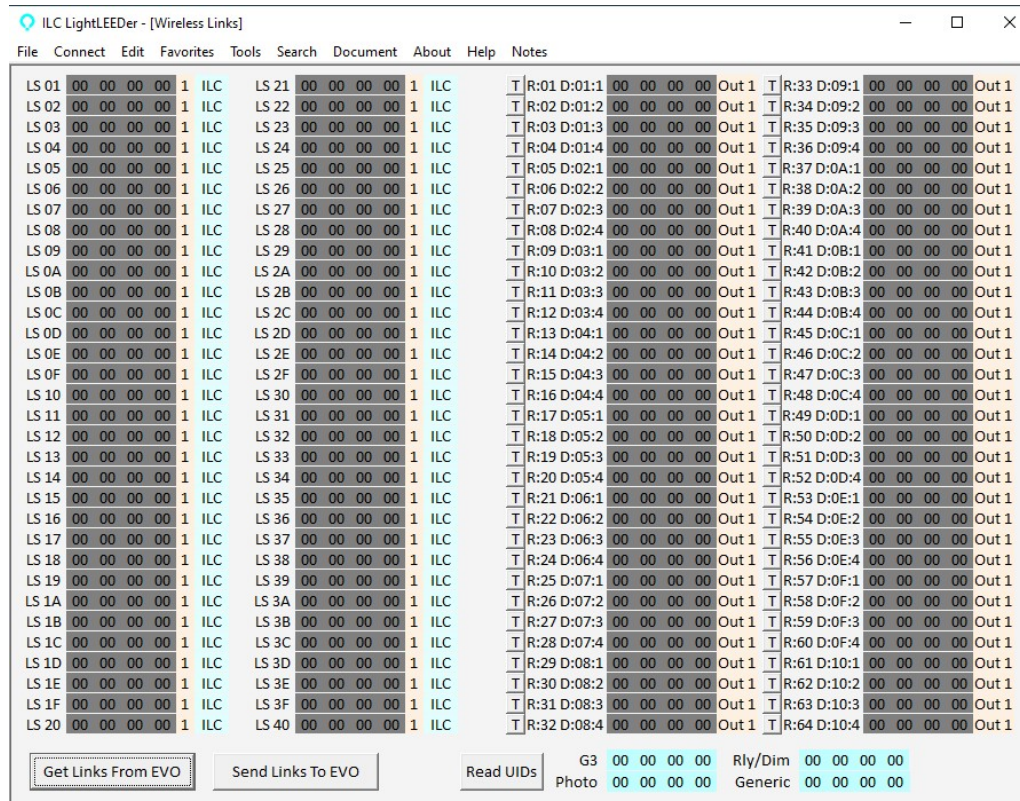 ILC LightLEEDer - [Wireless Links]
File Connect Edit Favorites Tools Search Document About Help Notes
LS 01 00 00 00 00 1 ILC LS 21 00 00 00 00 1 ILC T R:01 D:01:1 00 00 00 00 Out 1 T R:33 D:09:1 00 00 00 00 Out 1
LS 02 00 00 00 00 1 ILC LS 22 00 00 00 00 1 ILC T R:02 D:01:2 00 00 00 00 Out 1 T R:34 D:09:2 00 00 00 00 Out 1
LS 03 00 00 00 00 1 ILC LS 23 00 00 00 00 1 ILC T R:03 D:01:3 00 00 00 00 Out 1 T R:35 D:09:3 00 00 00 00 Out 1
LS 04 00 00 00 00 1 ILC LS 24 00 00 00 00 1 ILC T R:04 D:01:4 00 00 00 00 Out 1 T R:36 D:09:4 00 00 00 00 Out 1
LS 05 00 00 00 00 1 ILC LS 25 00 00 00 00 1 ILC T R:05 D:02:1 00 00 00 00 Out 1 T R:37 D:0A:1 00 00 00 00 Out 1
LS 06 00 00 00 00 1 ILC LS 26 00 00 00 00 1 ILC T R:06 D:02:2 00 00 00 00 Out 1 T R:38 D:0A:2 00 00 00 00 Out 1
LS 07 00 00 00 00 1 ILC LS 27 00 00 00 00 1 ILC T R:07 D:02:3 00 00 00 00 Out 1 T R:39 D:0A:3 00 00 00 00 Out 1
LS 08 00 00 00 00 1 ILC LS 28 00 00 00 00 1 ILC T R:08 D:02:4 00 00 00 00 Out 1 T R:40 D:0A:4 00 00 00 00 Out 1
LS 09 00 00 00 00 1 ILC LS 29 00 00 00 00 1 ILC T R:09 D:03:1 00 00 00 00 Out 1 T R:41 D:0B:1 00 00 00 00 Out 1
LS 0A 00 00 00 00 1 ILC LS 2A 00 00 00 00 1 ILC T R:10 D:03:2 00 00 00 00 Out 1 T R:42 D:0B:2 00 00 00 00 Out 1
LS 0B 00 00 00 00 1 ILC LS 2B 00 00 00 00 1 ILC T R:11 D:03:3 00 00 00 00 Out 1 T R:43 D:0B:3 00 00 00 00 Out 1
LS 0C 00 00 00 00 1 ILC LS 2C 00 00 00 00 1 ILC T R:12 D:03:4 00 00 00 00 Out 1 T R:44 D:0B:4 00 00 00 00 Out 1
LS 0D 00 00 00 00 1 ILC LS 2D 00 00 00 00 1 ILC T R:13 D:04:1 00 00 00 00 Out 1 T R:45 D:0C:1 00 00 00 00 Out 1
LS 0E 00 00 00 00 1 ILC LS 2E 00 00 00 00 1 ILC T R:14 D:04:2 00 00 00 00 Out 1 T R:46 D:0C:2 00 00 00 00 Out 1
LS 0F 00 00 00 00 1 ILC LS 2F 00 00 00 00 1 ILC T R:15 D:04:3 00 00 00 00 Out 1 T R:47 D:0C:3 00 00 00 00 Out 1
LS 10 00 00 00 00 1 ILC LS 30 00 00 00 00 1 ILC T R:16 D:04:4 00 00 00 00 Out 1 T R:48 D:0C:4 00 00 00 00 Out 1
LS 11 00 00 00 00 1 ILC LS 31 00 00 00 00 1 ILC T R:17 D:05:1 00 00 00 00 Out 1 T R:49 D:0D:1 00 00 00 00 Out 1
LS 12 00 00 00 00 1 ILC LS 32 00 00 00 00 1 ILC T R:18 D:05:2 00 00 00 00 Out 1 T R:50 D:0D:2 00 00 00 00 Out 1
LS 13 00 00 00 00 1 ILC LS 33 00 00 00 00 1 ILC T R:19 D:05:3 00 00 00 00 Out 1 T R:51 D:0D:3 00 00 00 00 Out 1
LS 14 00 00 00 00 1 ILC LS 34 00 00 00 00 1 ILC T R:20 D:05:4 00 00 00 00 Out 1 T R:52 D:0D:4 00 00 00 00 Out 1
LS 15 00 00 00 00 1 ILC LS 35 00 00 00 00 1 ILC T R:21 D:06:1 00 00 00 00 Out 1 T R:53 D:0E:1 00 00 00 00 Out 1
LS 16 00 00 00 00 1 ILC LS 36 00 00 00 00 1 ILC T R:22 D:06:2 00 00 00 00 Out 1 T R:54 D:0E:2 00 00 00 00 Out 1
LS 17 00 00 00 00 1 ILC LS 37 00 00 00 00 1 ILC T R:23 D:06:3 00 00 00 00 Out 1 T R:55 D:0E:3 00 00 00 00 Out 1
LS 18 00 00 00 00 1 ILC LS 38 00 00 00 00 1 ILC T R:24 D:06:4 00 00 00 00 Out 1 T R:56 D:0E:4 00 00 00 00 Out 1
LS 19 00 00 00 00 1 ILC LS 39 00 00 00 00 1 ILC T R:25 D:07:1 00 00 00 00 Out 1 T R:57 D:0F:1 00 00 00 00 Out 1
LS 1A 00 00 00 00 1 ILC LS 3A 00 00 00 00 1 ILC T R:26 D:07:2 00 00 00 00 Out 1 T R:58 D:0F:2 00 00 00 00 Out 1
LS 1B 00 00 00 00 1 ILC LS 3B 00 00 00 00 1 ILC T R:27 D:07:3 00 00 00 00 Out 1 T R:59 D:0F:3 00 00 00 00 Out 1
LS 1C 00 00 00 00 1 ILC LS 3C 00 00 00 00 1 ILC T R:28 D:07:4 00 00 00 00 Out 1 T R:60 D:0F:4 00 00 00 00 Out 1
LS 1D 00 00 00 00 1 ILC LS 3D 00 00 00 00 1 ILC T R:29 D:08:1 00 00 00 00 Out 1 T R:61 D:10:1 00 00 00 00 Out 1
LS 1E 00 00 00 00 1 ILC LS 3E 00 00 00 00 1 ILC T R:30 D:08:2 00 00 00 00 Out 1 T R:62 D:10:2 00 00 00 00 Out 1
LS 1F 00 00 00 00 1 ILC LS 3F 00 00 00 00 1 ILC T R:31 D:08:3 00 00 00 00 Out 1 T R:63 D:10:3 00 00 00 00 Out 1
LS 20 00 00 00 00 1 ILC LS 40 00 00 00 00 1 ILC T R:32 D:08:4 00 00 00 00 Out 1 T R:64 D:10:4 00 00 00 00 Out 1
Get Links From EVO Send Links To EVO Read UIDs G3 00 00 00 00 Rly/Dim 00 00 00 00
Photo 00 00 00 00 Generic 00 00 00 00